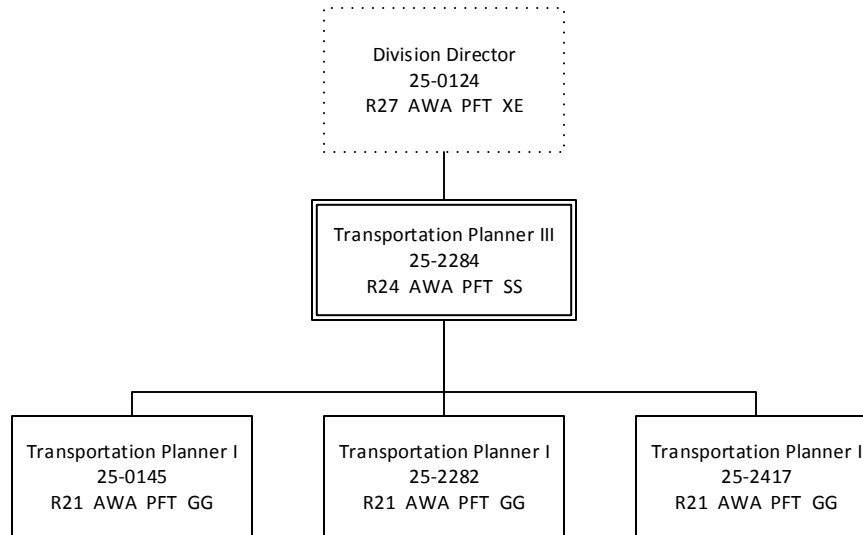 Division Director
25-0124
R27 AWA PFT XE
Transportation Planner III
25-2284
R24 AWA PFT SS
Transportation Planner I
25-0145
R21 AWA PFT GG
Transportation Planner I
25-2282
R21 AWA PFT GG
Transportation Planner I
25-2417
R21 AWA PFT GG